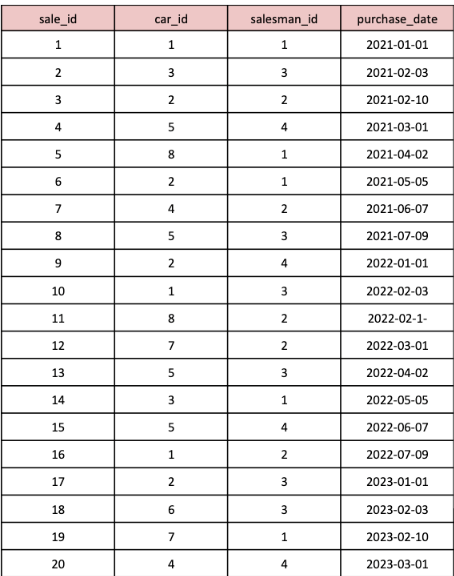 sale_id car_id salesman_id purchase_date
1 1 1 2021-01-01
2 3 3 2021-02-03
3 2 2 2021-02-10
4 5 4 2021-03-01
5 8 1 2021-04-02
6 2 1 2021-05-05
7 4 2 2021-06-07
8 5 3 2021-07-09
9 2 4 2022-01-01
10 1 3 2022-02-03
11 8 2 2022-02-1-
12 7 2 2022-03-01
13 5 3 2022-04-02
14 3 1 2022-05-05
15 5 4 2022-06-07
16 1 2 2022-07-09
17 2 3 2023-01-01
18 6 3 2023-02-03
19 7 1 2023-02-10
20 4 4 2023-03-01